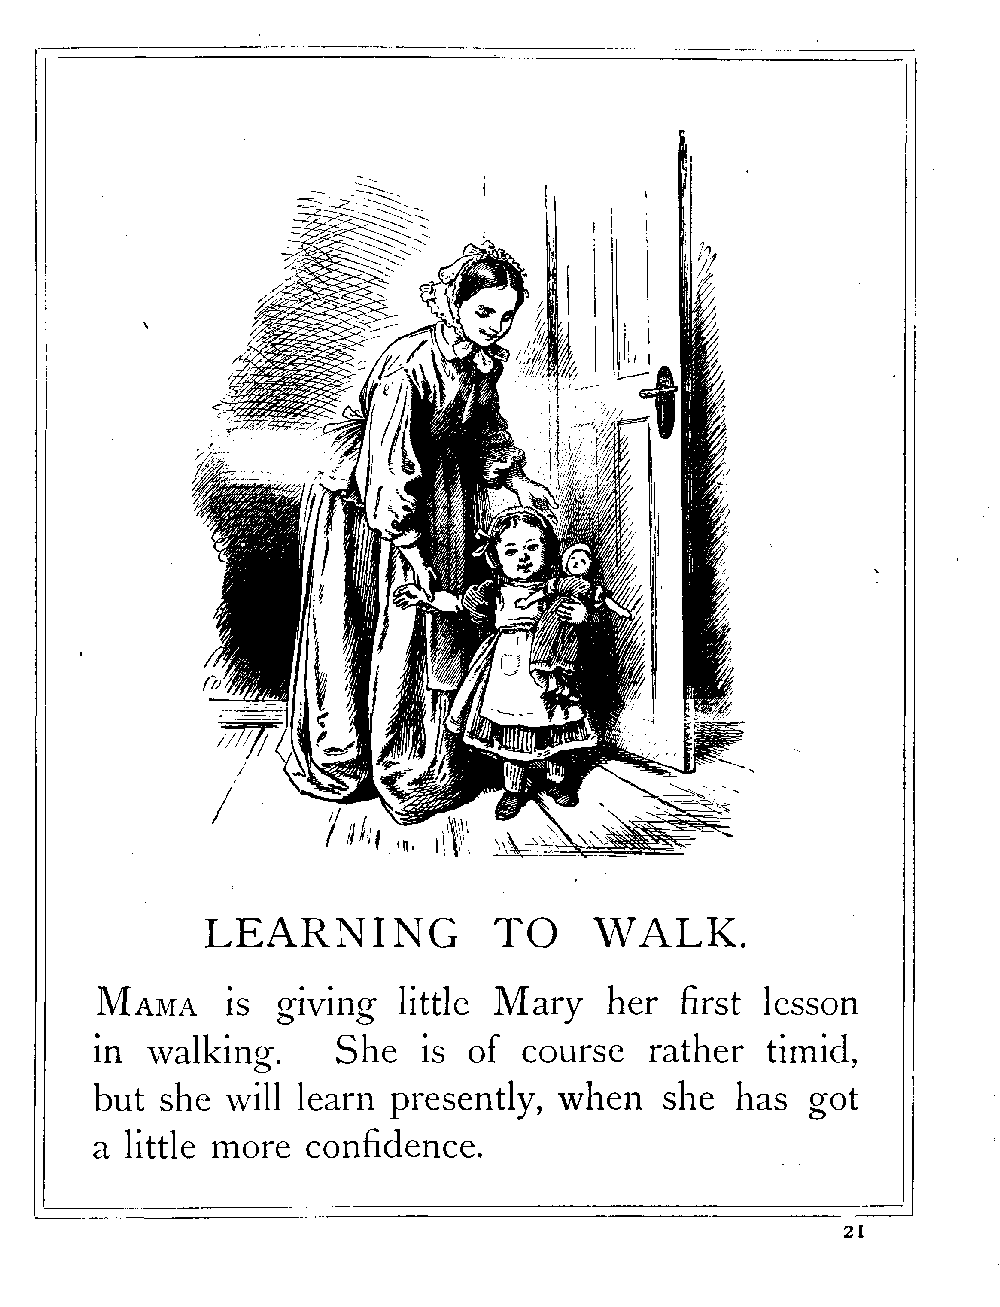 LEARNING TO WALK.
MAMA is giving little Mary her first lesson
in walking. She is of course rather timid,
but she will learn presently, when she has got
a little more confidence.
21